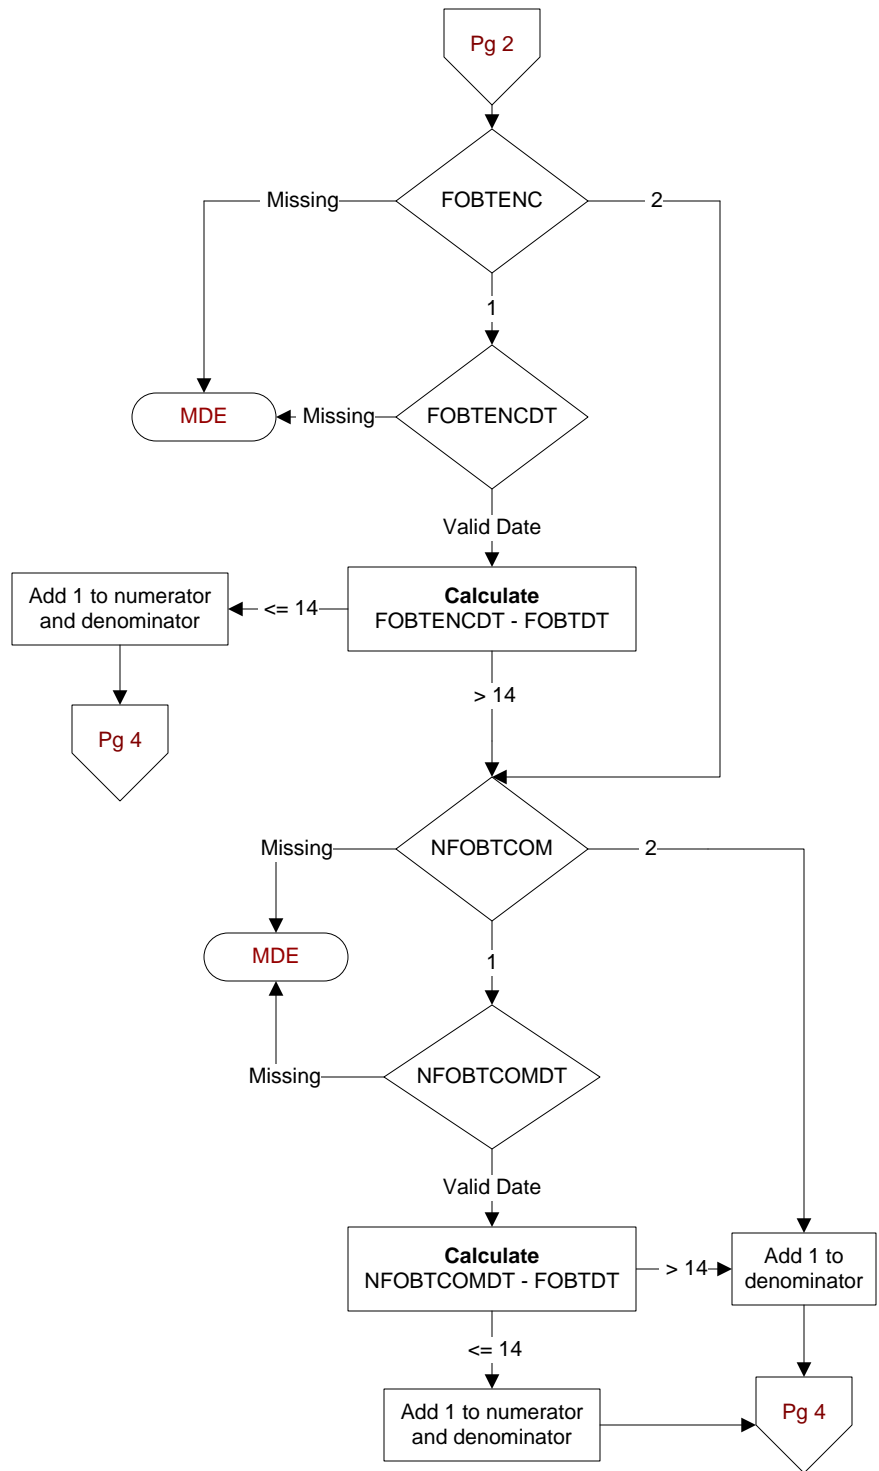 Pg 2
FOBTENC
Missing
2
1
FOBTENCDT
MDE
Missing
Valid Date
Calculate
FOBTENCDT - FOBTDT
<= 14
Add 1 to numerator
and denominator
> 14
Pg 4
NFOBTCOM
Missing
2
MDE
1
NFOBTCOMDT
Missing
Valid Date
Calculate
NFOBTCOMDT - FOBTDT
> 14
Add 1 to
denominator
<= 14
Add 1 to numerator
and denominator
Pg 4